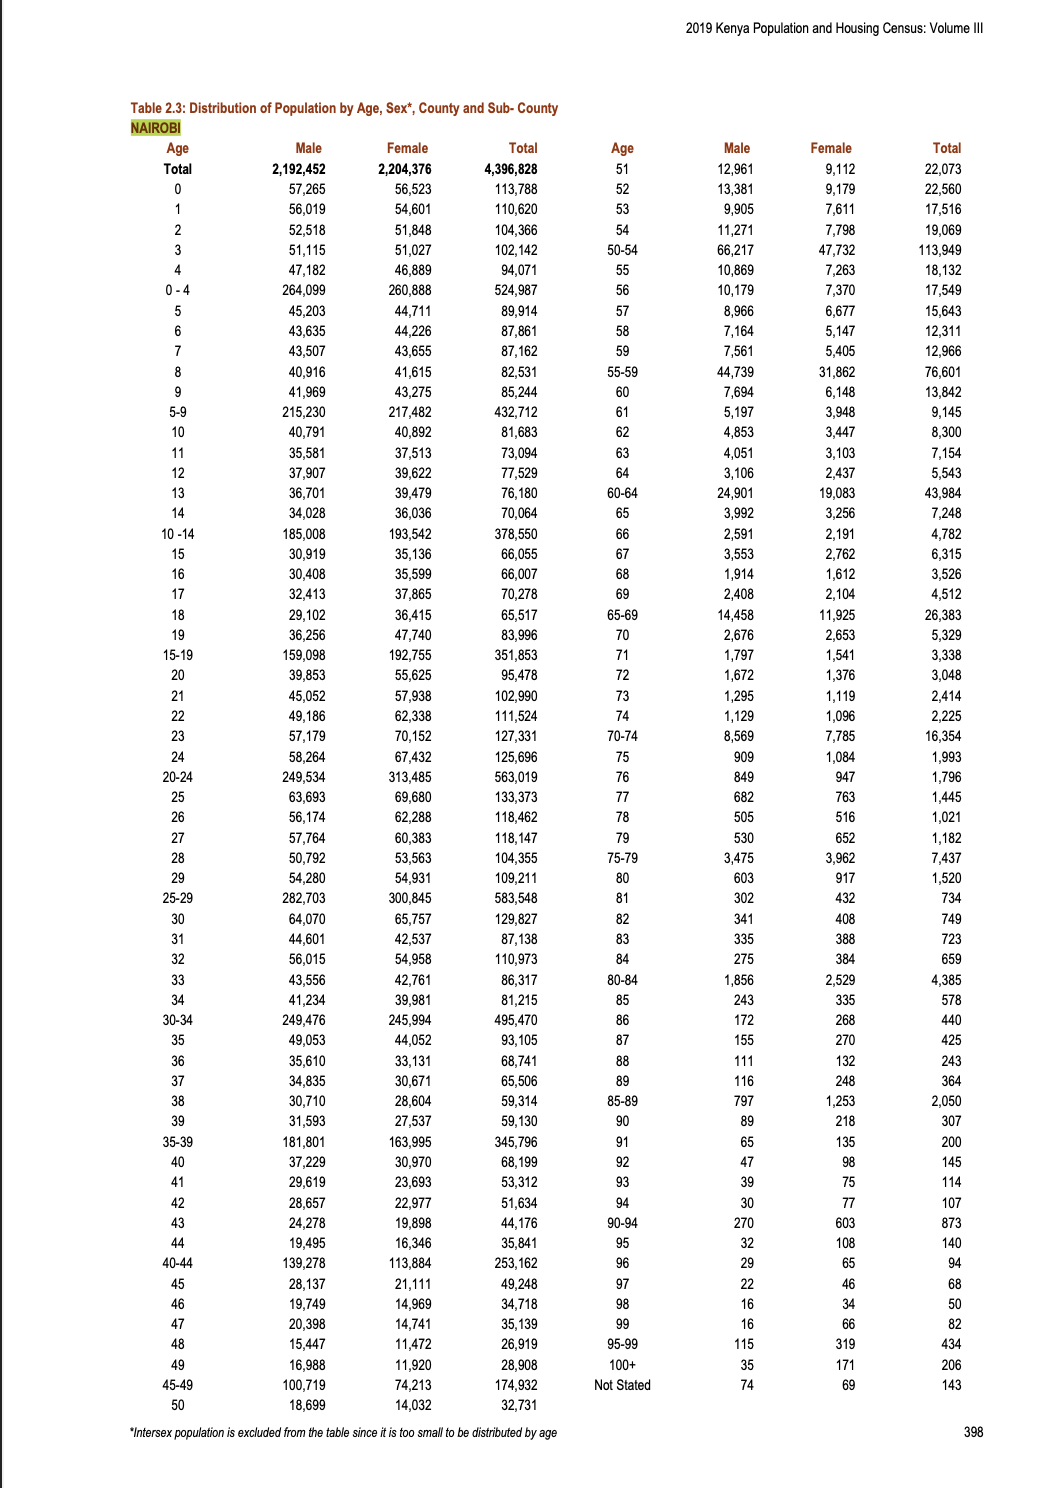 2019 Kenya Population and Housing Census: Volume III
Table 2.3: Distribution of Population by Age, Sex*, County and Sub- County
NAIROBI
Age Male Female Total Age Male Female Total
Total 2,192,452 2,204,376 4,396,828 51 12,961 9,112 22,073
0 57,265 56,523 113,788 52 13,381 9,179 22,560
1 56,019 54,601 110,620 53 9,905 7,611 17,516
2 52,518 51,848 104,366 54 11,271 7,798 19,069
3 51,115 51,027 102,142 50-54 66,217 47,732 113,949
4 47,182 46,889 94,071 55 10,869 7,263 18,132
0 - 4 264,099 260,888 524,987 56 10,179 7,370 17,549
5 45,203 44,711 89,914 57 8,966 6,677 15,643
6 43,635 44,226 87,861 58 7,164 5,147 12,311
7 43,507 43,655 87,162 59 7,561 5,405 12,966
8 40,916 41,615 82,531 55-59 44,739 31,862 76,601
9 41,969 43,275 85,244 60 7,694 6,148 13,842
5-9 215,230 217,482 432,712 61 5,197 3,948 9,145
10 40,791 40,892 81,683 62 4,853 3,447 8,300
11 35,581 37,513 73,094 63 4,051 3,103 7,154
12 37,907 39,622 77,529 64 3,106 2,437 5,543
13 36,701 39,479 76,180 60-64 24,901 19,083 43,984
14 34,028 36,036 70,064 65 3,992 3,256 7,248
10 -14 185,008 193,542 378,550 66 2,591 2,191 4,782
15 30,919 35,136 66,055 67 3,553 2,762 6,315
16 30,408 35,599 66,007 68 1,914 1,612 3,526
17 32,413 37,865 70,278 69 2,408 2,104 4,512
18 29,102 36,415 65,517 65-69 14,458 11,925 26,383
19 36,256 47,740 83,996 70 2,676 2,653 5,329
15-19 159,098 192,755 351,853 71 1,797 1,541 3,338
20 39,853 55,625 95,478 72 1,672 1,376 3,048
21 45,052 57,938 102,990 73 1,295 1,119 2,414
22 49,186 62,338 111,524 74 1,129 1,096 2,225
23 57,179 70,152 127,331 70-74 8,569 7,785 16,354
24 58,264 67,432 125,696 75 909 1,084 1,993
20-24 249,534 313,485 563,019 76 849 947 1,796
25 63,693 69,680 133,373 77 682 763 1,445
26 56,174 62,288 118,462 78 505 516 1,021
27 57,764 60,383 118,147 79 530 652 1,182
28 50,792 53,563 104,355 75-79 3,475 3,962 7,437
29 54,280 54,931 109,211 80 603 917 1,520
25-29 282,703 300,845 583,548 81 302 432 734
30 64,070 65,757 129,827 82 341 408 749
31 44,601 42,537 87,138 83 335 388 723
32 56,015 54,958 110,973 84 275 384 659
33 43,556 42,761 86,317 80-84 1,856 2,529 4,385
34 41,234 39,981 81,215 85 243 335 578
30-34 249,476 245,994 495,470 86 172 268 440
35 49,053 44,052 93,105 87 155 270 425
36 35,610 33,131 68,741 88 111 132 243
37 34,835 30,671 65,506 89 116 248 364
38 30,710 28,604 59,314 85-89 797 1,253 2,050
39 31,593 27,537 59,130 90 89 218 307
35-39 181,801 163,995 345,796 91 65 135 200
40 37,229 30,970 68,199 92 47 98 145
41 29,619 23,693 53,312 93 39 75 114
42 28,657 22,977 51,634 94 30 77 107
43 24,278 19,898 44,176 90-94 270 603 873
44 19,495 16,346 35,841 95 32 108 140
40-44 139,278 113,884 253,162 96 29 65 94
45 28,137 21,111 49,248 97 22 46 68
46 19,749 14,969 34,718 98 16 34 50
47 20,398 14,741 35,139 99 16 66 82
48 15,447 11,472 26,919 95-99 115 319 434
49 16,988 11,920 28,908 100+ 35 171 206
45-49 100,719 74,213 174,932 Not Stated 74 69 143
50 18,699 14,032 32,731
*Intersex population is excluded from the table since it is too small to be distributed by age 398